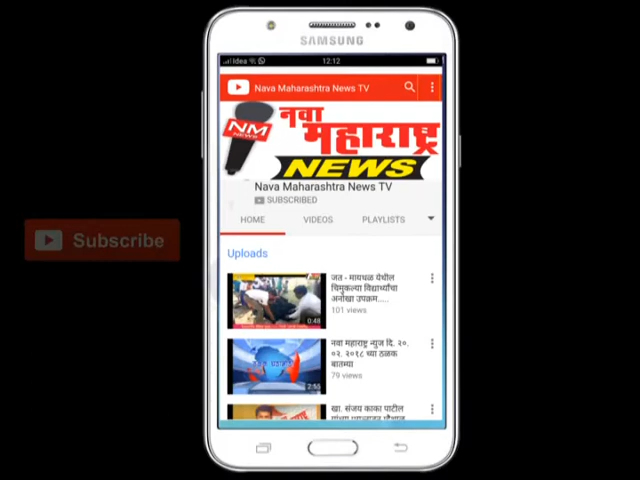 SAMSUNG
Idea
12:12
Nava Maharashtra News TV
NM
NEWS
नवा
महाराष्ट्र
NEWS
Nava Maharashtra News TV
SUBSCRIBED
HOME VIDEOS PLAYLISTS
Subscribe
Uploads
जत - मायथळ येथील
चिमुकल्या विद्यार्थ्यांचा
अनोखा उपक्रम.....
101 views
0:48
नवा महाराष्ट्र न्युज दि. २०.
०२. २०१८ च्या ठळक
बातम्या
79 views
2:55
खा. संजय काका पाटील